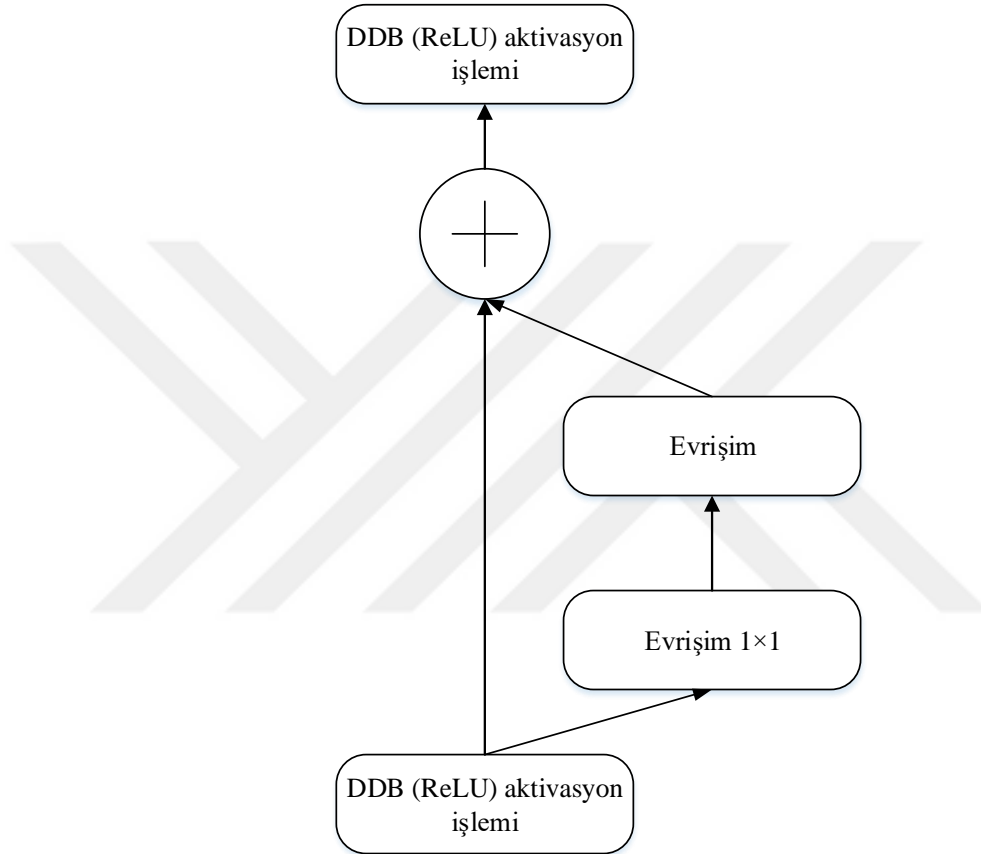 DDB (ReLU) aktivasyon
işlemi
Evrişim
Evrişim 1×1
DDB (ReLU) aktivasyon
işlemi